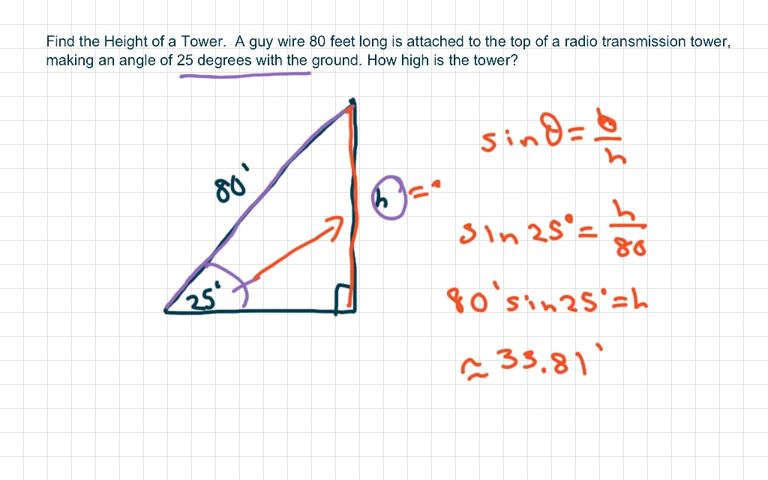 Find the Height of a Tower. A guy wire 80 feet long is attached to the top of a radio transmission tower,
making an angle of 25 degrees with the ground. How high is the tower?
80'
h = •
25°
sin θ = o/h
sin 25° = h/80
80' sin 25° = h
≈ 33.81'